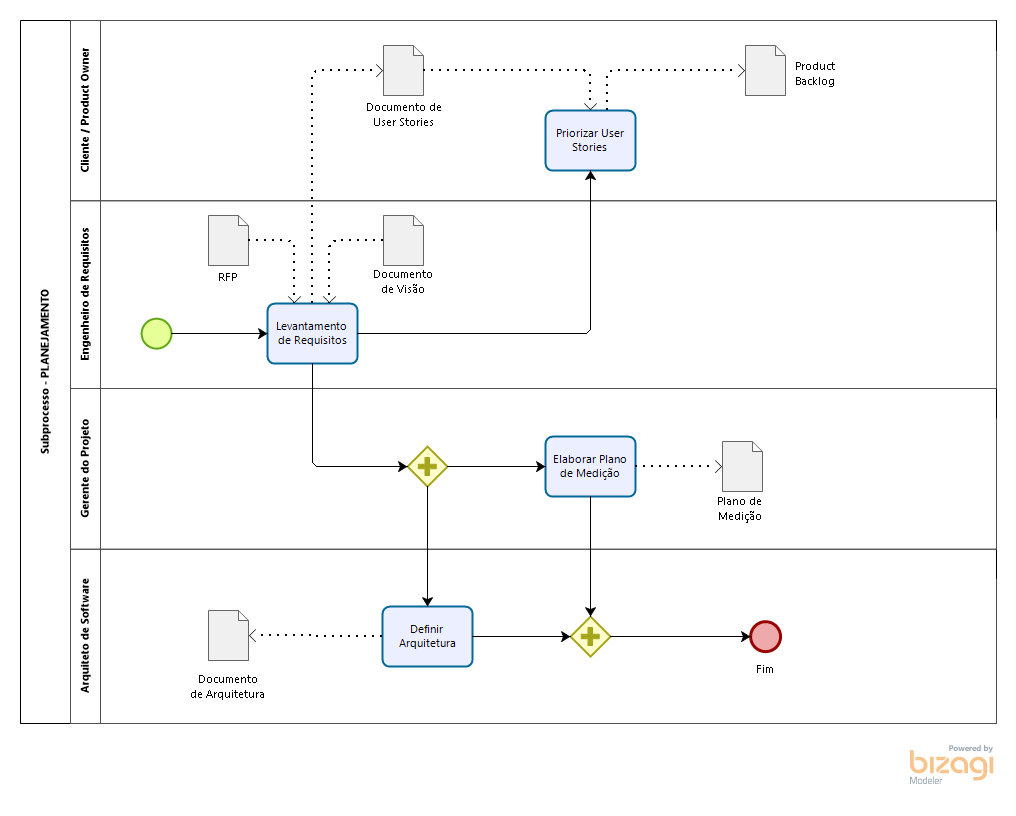 Subprocesso - PLANEJAMENTO
Cliente / Product Owner
Documento de
User Stories
Priorizar User
Stories
Product
Backlog
Engenheiro de Requisitos
RFP
Documento
de Visão
Levantamento
de Requisitos
Gerente do Projeto
Elaborar Plano
de Medição
Plano de
Medição
Arquiteto de Software
Documento
de Arquitetura
Definir
Arquitetura
Fim
Powered by
bizagi
Modeler